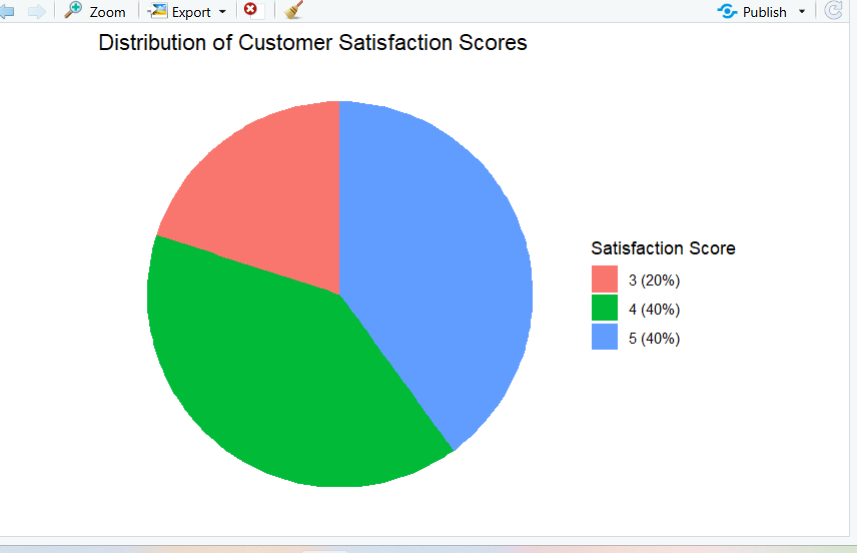 Zoom Export Publish
Distribution of Customer Satisfaction Scores
Satisfaction Score
3 (20%)
4 (40%)
5 (40%)